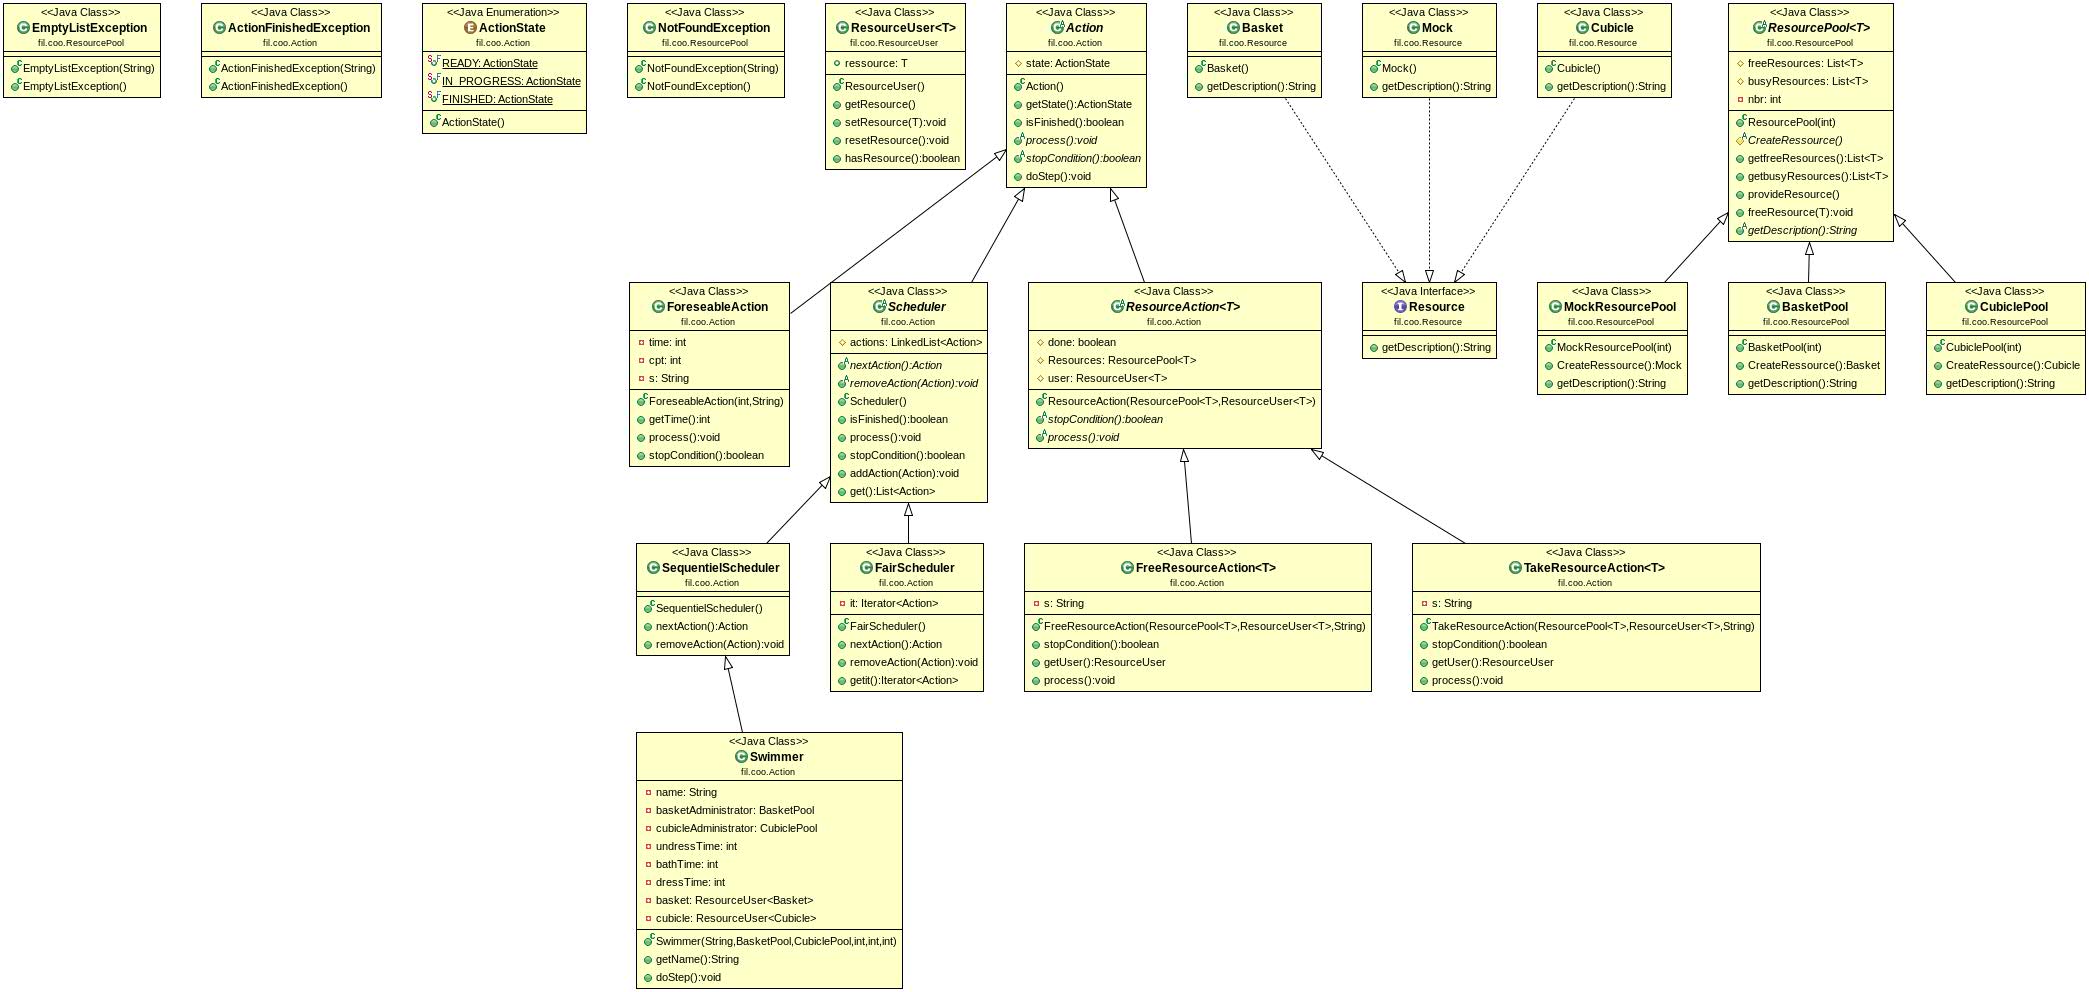 <<Java Class>>
EmptyListException
fil.coo.ResourcePool
EmptyListException(String)
EmptyListException()
<<Java Class>>
ActionFinishedException
fil.coo.Action
ActionFinishedException(String)
ActionFinishedException()
<<Java Enumeration>>
ActionState
fil.coo.Action
READY: ActionState
IN_PROGRESS: ActionState
FINISHED: ActionState
ActionState()
<<Java Class>>
NotFoundException
fil.coo.ResourcePool
NotFoundException(String)
NotFoundException()
<<Java Class>>
ResourceUser<T>
fil.coo.ResourceUser
ressource: T
ResourceUser()
getResource()
setResource(T):void
resetResource():void
hasResource():boolean
<<Java Class>>
Action
fil.coo.Action
state: ActionState
Action()
getState():ActionState
isFinished():boolean
process():void
stopCondition():boolean
doStep():void
<<Java Class>>
Basket
fil.coo.Resource
Basket()
getDescription():String
<<Java Class>>
Mock
fil.coo.Resource
Mock()
getDescription():String
<<Java Class>>
Cubicle
fil.coo.Resource
Cubicle()
getDescription():String
<<Java Class>>
ResourcePool<T>
fil.coo.ResourcePool
freeResources: List<T>
busyResources: List<T>
nbr: int
ResourcePool(int)
CreateRessource()
getfreeResources():List<T>
getbusyResources():List<T>
provideResource()
freeResource(T):void
getDescription():String
<<Java Class>>
ForeseableAction
fil.coo.Action
time: int
cpt: int
s: String
ForeseableAction(int,String)
getTime():int
process():void
stopCondition():boolean
<<Java Class>>
Scheduler
fil.coo.Action
actions: LinkedList<Action>
nextAction():Action
removeAction(Action):void
Scheduler()
isFinished():boolean
process():void
stopCondition():boolean
addAction(Action):void
get():List<Action>
<<Java Class>>
ResourceAction<T>
fil.coo.Action
done: boolean
Resources: ResourcePool<T>
user: ResourceUser<T>
ResourceAction(ResourcePool<T>,ResourceUser<T>)
stopCondition():boolean
process():void
<<Java Interface>>
Resource
fil.coo.Resource
getDescription():String
<<Java Class>>
MockResourcePool
fil.coo.ResourcePool
MockResourcePool(int)
CreateRessource():Mock
getDescription():String
<<Java Class>>
BasketPool
fil.coo.ResourcePool
BasketPool(int)
CreateRessource():Basket
getDescription():String
<<Java Class>>
CubiclePool
fil.coo.ResourcePool
CubiclePool(int)
CreateRessource():Cubicle
getDescription():String
<<Java Class>>
SequentielScheduler
fil.coo.Action
SequentielScheduler()
nextAction():Action
removeAction(Action):void
<<Java Class>>
FairScheduler
fil.coo.Action
it: Iterator<Action>
FairScheduler()
nextAction():Action
removeAction(Action):void
getit():Iterator<Action>
<<Java Class>>
FreeResourceAction<T>
fil.coo.Action
s: String
FreeResourceAction(ResourcePool<T>,ResourceUser<T>,String)
stopCondition():boolean
getUser():ResourceUser
process():void
<<Java Class>>
TakeResourceAction<T>
fil.coo.Action
s: String
TakeResourceAction(ResourcePool<T>,ResourceUser<T>,String)
stopCondition():boolean
getUser():ResourceUser
process():void
<<Java Class>>
Swimmer
fil.coo.Action
name: String
basketAdministrator: BasketPool
cubicleAdministrator: CubiclePool
undressTime: int
bathTime: int
dressTime: int
basket: ResourceUser<Basket>
cubicle: ResourceUser<Cubicle>
Swimmer(String,BasketPool,CubiclePool,int,int,int)
getName():String
doStep():void